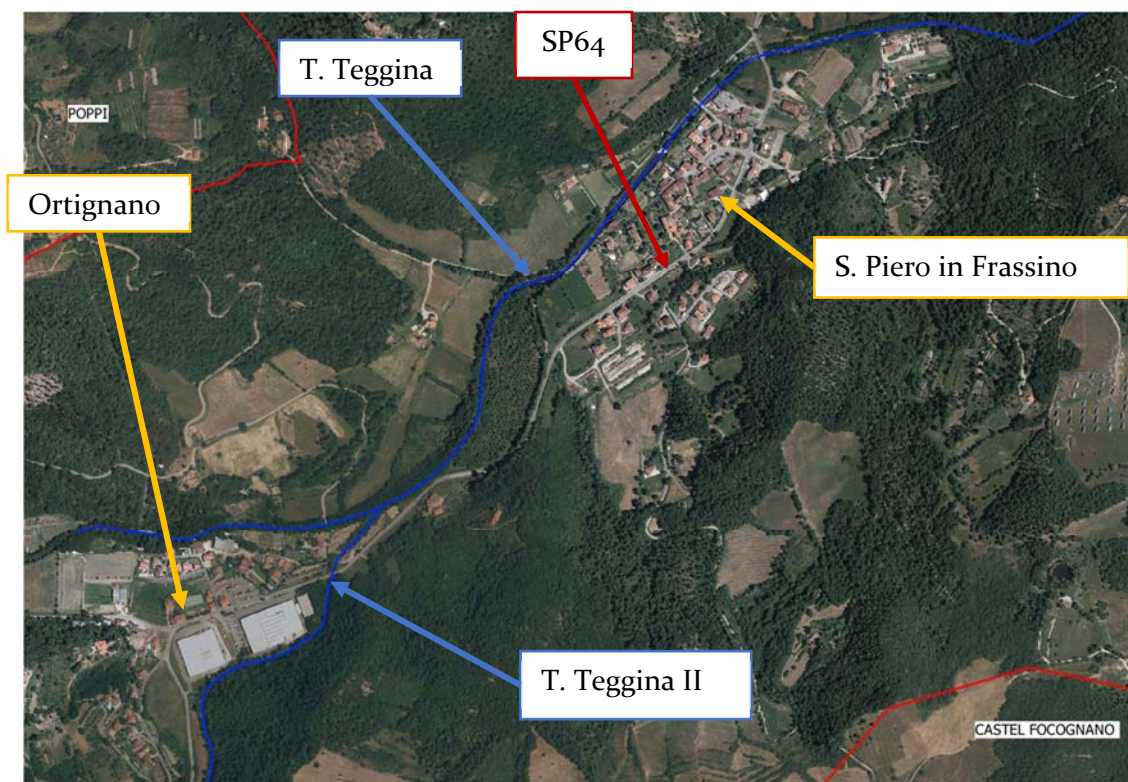 SP64
T. Teggina
POPPI
Ortignano
S. Piero in Frassino
T. Teggina II
CASTEL FOCOGNANO